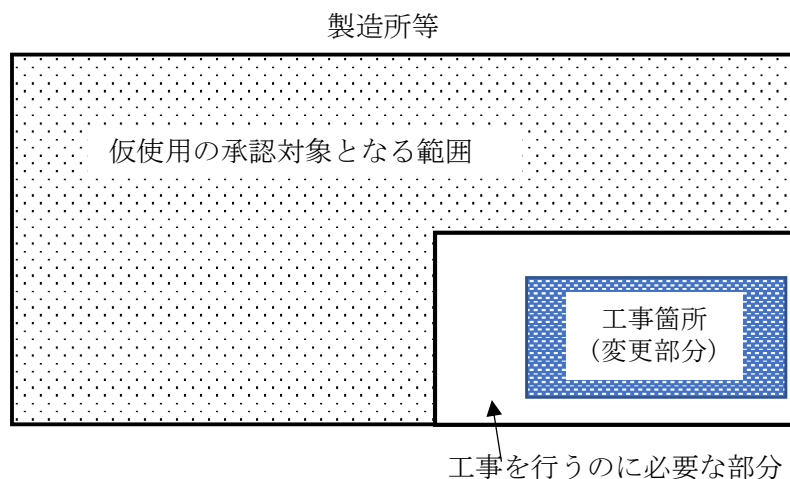 製造所等
仮使用の承認対象となる範囲
工事箇所
(変更部分)
工事を行うのに必要な部分